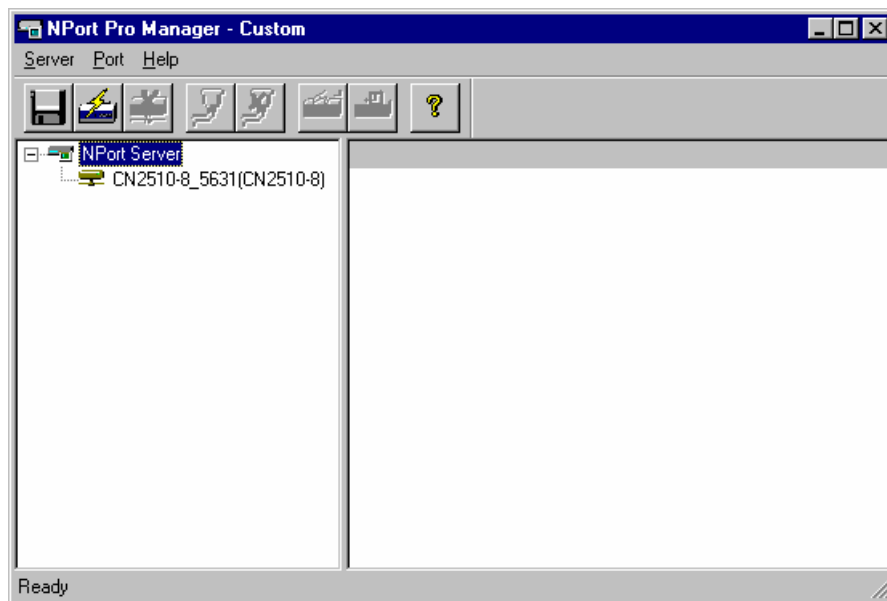 NPort Pro Manager - Custom
Server Port Help
NPort Server
CN2510-8_5631(CN2510-8)
Ready